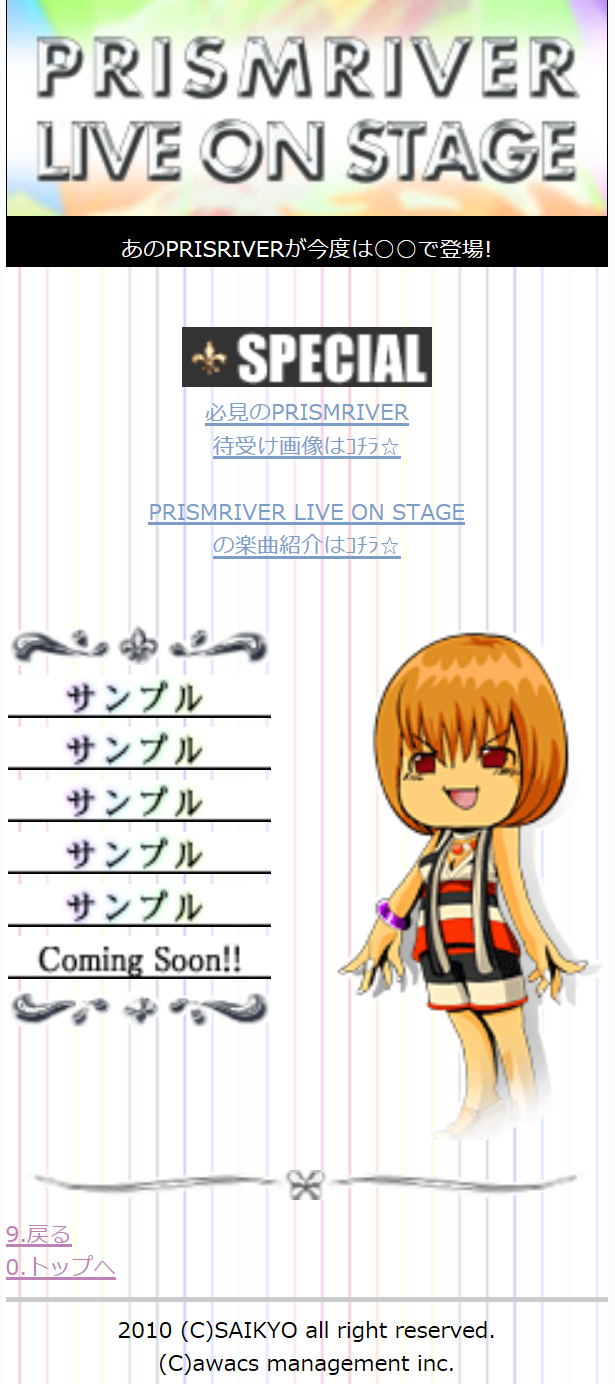 PRISMRIVER
LIVE ON STAGE
あのPRISRIVERが今度は○○で登場!
SPECIAL
必見のPRISMRIVER
待受け画像はｺﾁﾗ☆
PRISMRIVER LIVE ON STAGE
の楽曲紹介はｺﾁﾗ☆
サンプル
サンプル
サンプル
サンプル
サンプル
Coming Soon!!
9.戻る
0.トップへ
2010 (C)SAIKYO all right reserved.
(C)awacs management inc.